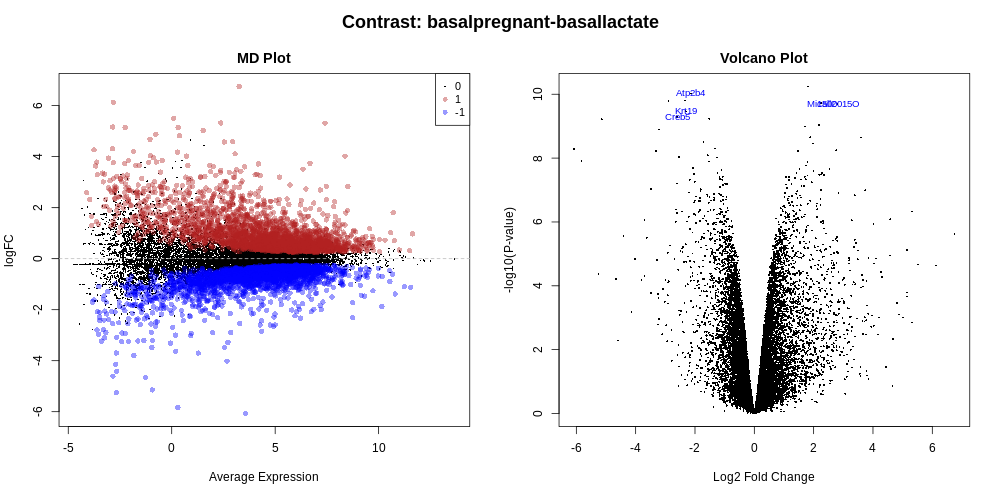 Contrast: basalpregnant-basallactate
MD Plot
logFC
6
4
2
0
-2
-4
-6
0
1
-1
-5
0
5
10
Average Expression
Volcano Plot
-log10(P-value)
10
8
6
4
2
0
Atp2b4
Krt19
Creb5
-6
-4
-2
0
2
4
6
Log2 Fold Change